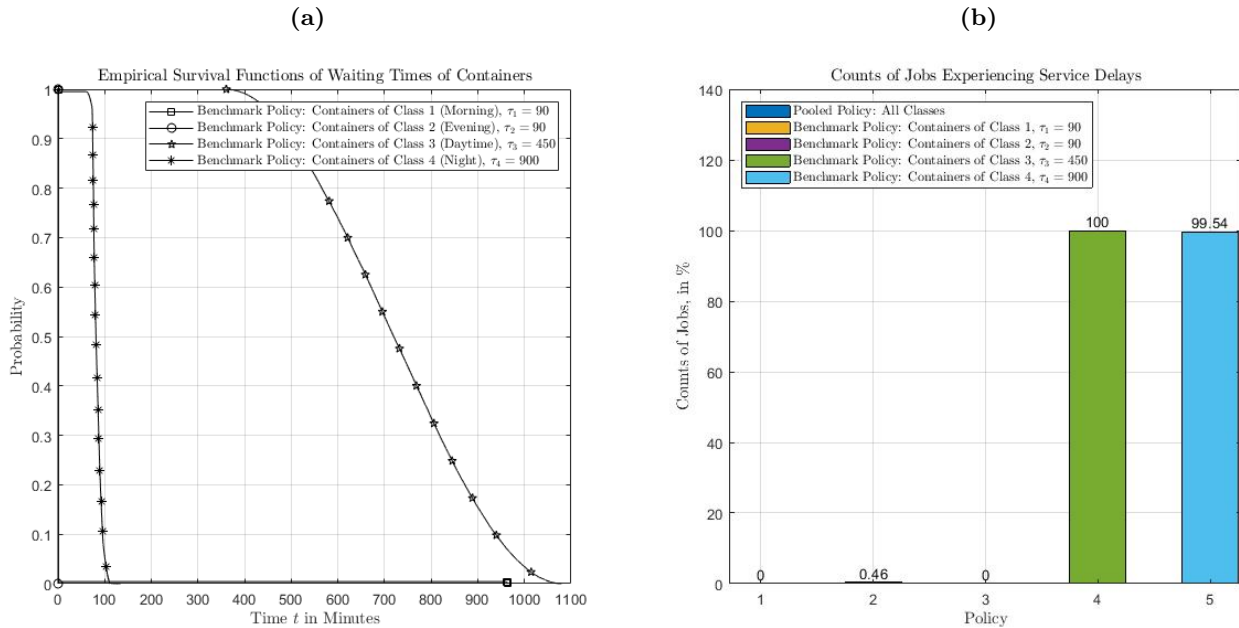 (a)
Empirical Survival Functions of Waiting Times of Containers
Benchmark Policy: Containers of Class 1 (Morning), τ₁ = 90
Benchmark Policy: Containers of Class 2 (Evening), τ₂ = 90
Benchmark Policy: Containers of Class 3 (Daytime), τ₃ = 450
Benchmark Policy: Containers of Class 4 (Night), τ₄ = 900
Probability
1
0.9
0.8
0.7
0.6
0.5
0.4
0.3
0.2
0.1
0
0 100 200 300 400 500 600 700 800 900 1000 1100
Time t in Minutes
(b)
Counts of Jobs Experiencing Service Delays
Pooled Policy: All Classes
Benchmark Policy: Containers of Class 1, τ₁ = 90
Benchmark Policy: Containers of Class 2, τ₂ = 90
Benchmark Policy: Containers of Class 3, τ₃ = 450
Benchmark Policy: Containers of Class 4, τ₄ = 900
Counts of Jobs, in %
140
120
100
80
60
40
20
0
0 0.46 0 100 99.54
1 2 3 4 5
Policy